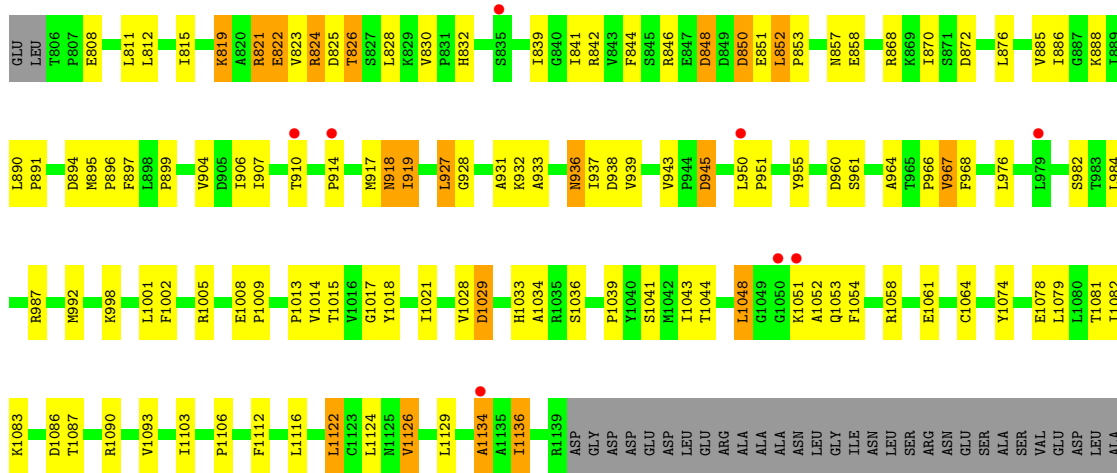 GLU LEU T806 P807 E808 L811 L812 I815 K819 A820 R821 E822 V823 R824 D825 T826 S827 L828 K829 V830 P831 H832 S835 I839 G840 I841 R842 V843 F844 S845 R846 E847 D848 D849 D850 E851 L852 P853 N857 E858 R868 K869 I870 S871 D872 L876 V885 I886 G887 K888 I889
L890 P891 D894 M895 P896 F897 L898 P899 V904 D905 I906 I907 T910 P914 M917 N918 I919 L927 G928 A931 K932 A933 N936 I937 D938 V939 V943 P944 D945 L950 P951 Y955 D960 S961 A964 T965 P966 V967 F968 L976 L979 S982 T983 L984
R987 M992 K998 L1001 F1002 R1005 E1008 P1009 P1013 V1014 T1015 V1016 G1017 Y1018 I1021 V1028 D1029 H1033 A1034 R1035 S1036 P1039 Y1040 S1041 M1042 I1043 T1044 L1048 G1049 G1050 K1051 A1052 Q1053 F1054 R1058 E1061 C1064 Y1074 E1078 L1079 L1080 T1081 I1082
K1083 D1086 T1087 R1090 V1093 I1103 P1106 F1112 L1116 L1122 C1123 L1124 N1125 V1126 L1129 A1134 A1135 I1136 R1139 ASP GLY ASP ASP GLU ASP LEU GLU ARG ALA ALA ALA ASN LEU GLY ILE ASN LEU SER ARG ASN GLU SER ALA SER VAL GLU ASP LEU ALA